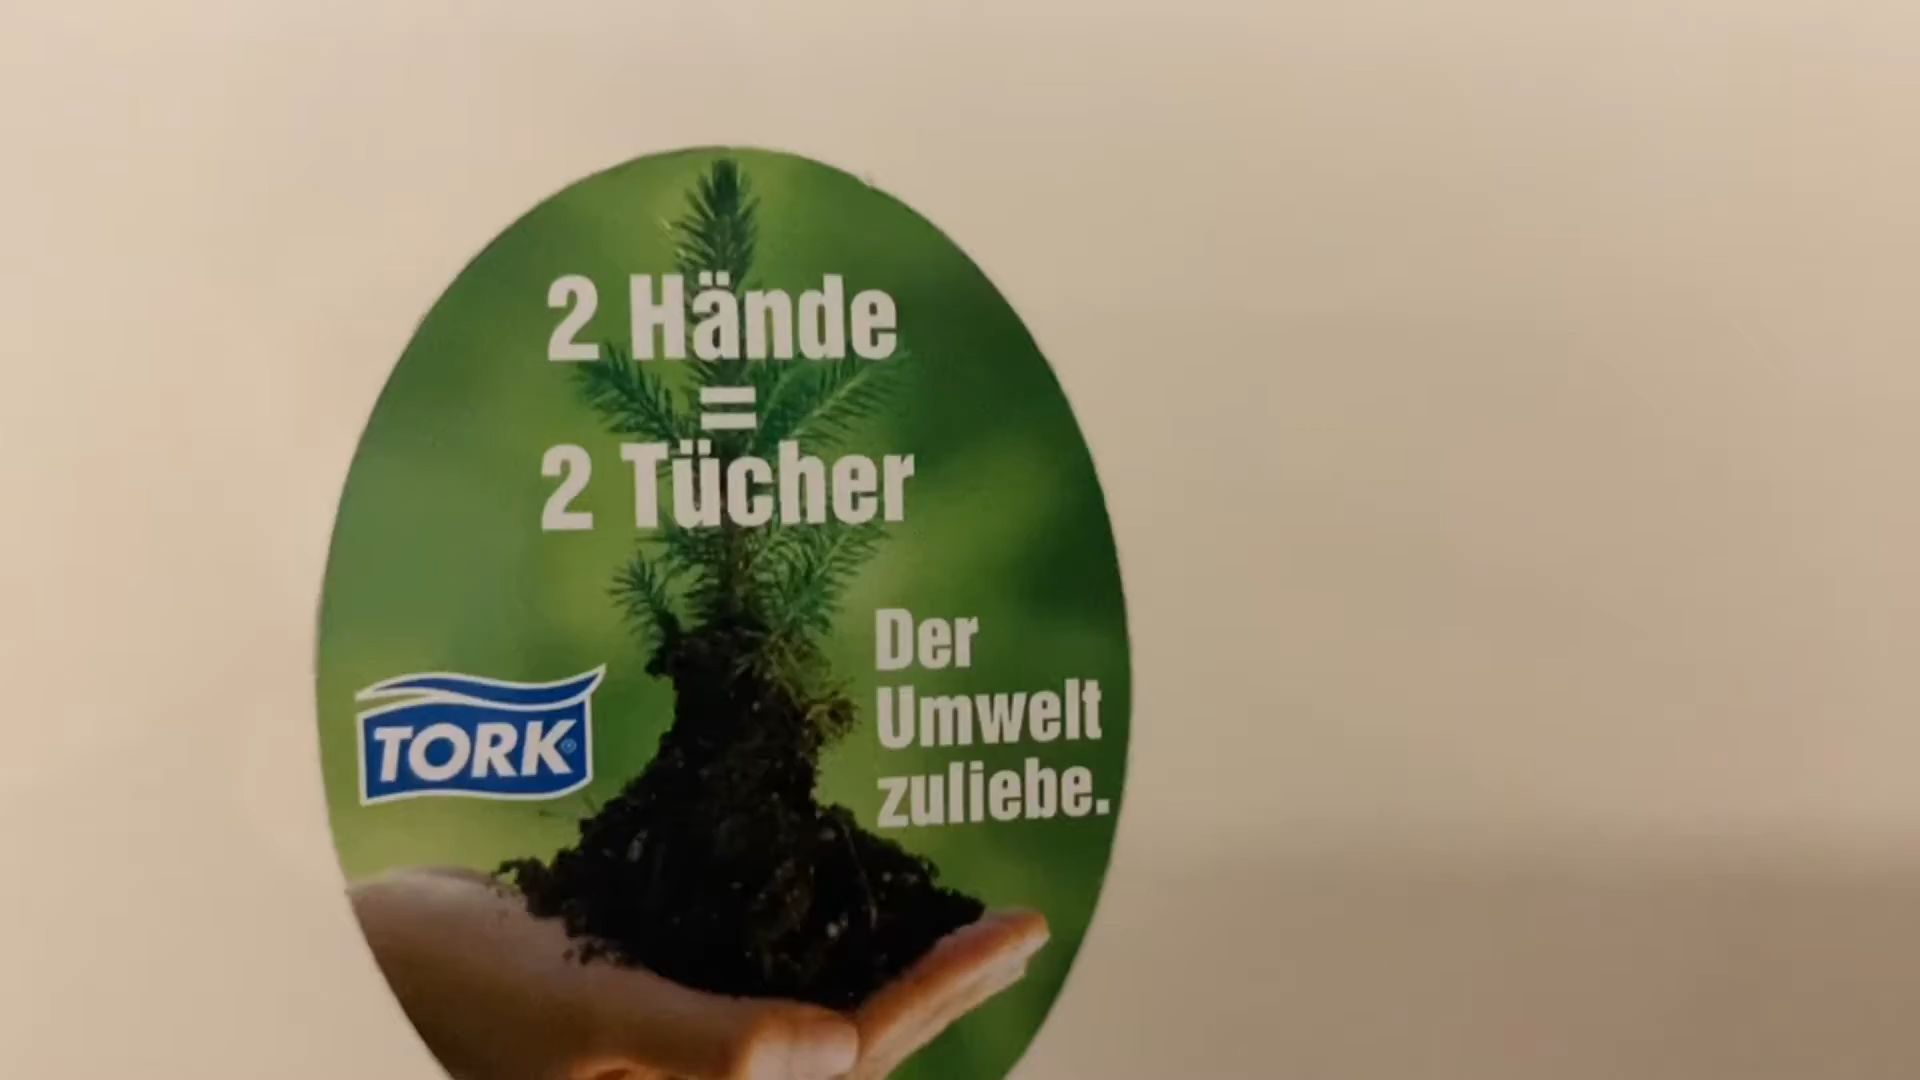 2 Hände
=
2 Tücher
Der
Umwelt
zuliebe.
TORK®